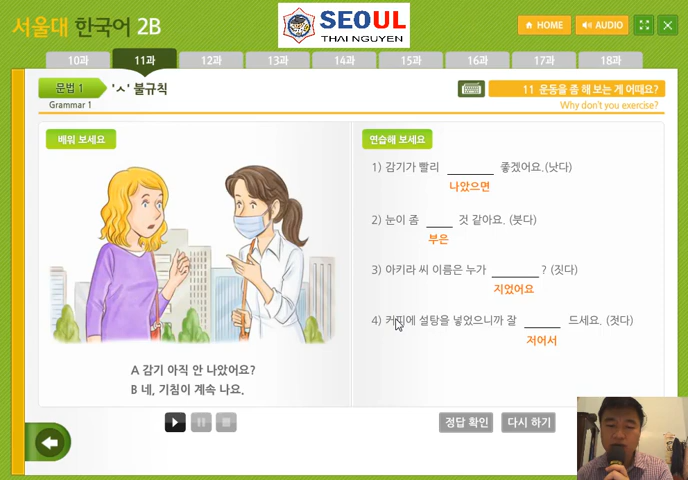 서울대 한국어 2B
SEOUL
THAI NGUYEN
HOME
AUDIO
10과
11과
12과
13과
14과
15과
16과
17과
18과
문법 1
'ㅅ' 불규칙
Grammar 1
11 운동을 좀 해 보는 게 어때요?
Why don't you exercise?
배워 보세요
A 감기 아직 안 나았어요?
B 네, 기침이 계속 나요.
연습해 보세요
1) 감기가 빨리 ________ 좋겠어요.(낫다)
나았으면
2) 눈이 좀 ____ 것 같아요. (붓다)
부은
3) 아키라 씨 이름은 누가 ________? (짓다)
지었어요
4) 커피에 설탕을 넣었으니까 잘 ______ 드세요. (젓다)
저어서
정답 확인
다시 하기